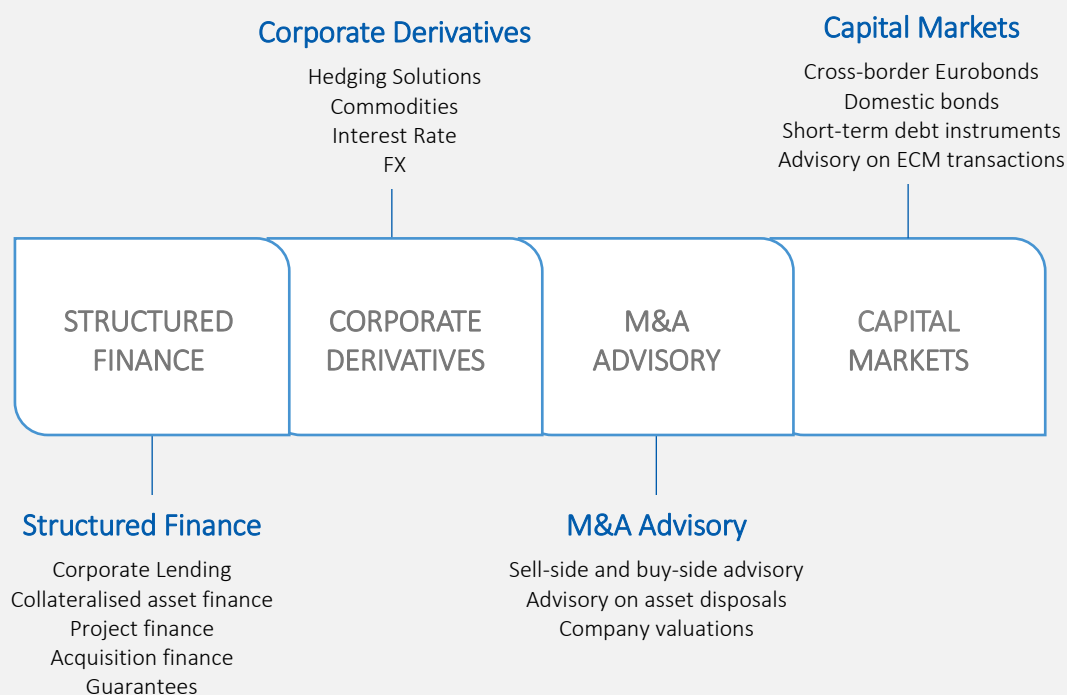 Corporate Derivatives
Hedging Solutions
Commodities
Interest Rate
FX
Capital Markets
Cross-border Eurobonds
Domestic bonds
Short-term debt instruments
Advisory on ECM transactions
STRUCTURED
FINANCE
CORPORATE
DERIVATIVES
M&A
ADVISORY
CAPITAL
MARKETS
Structured Finance
Corporate Lending
Collateralised asset finance
Project finance
Acquisition finance
Guarantees
M&A Advisory
Sell-side and buy-side advisory
Advisory on asset disposals
Company valuations